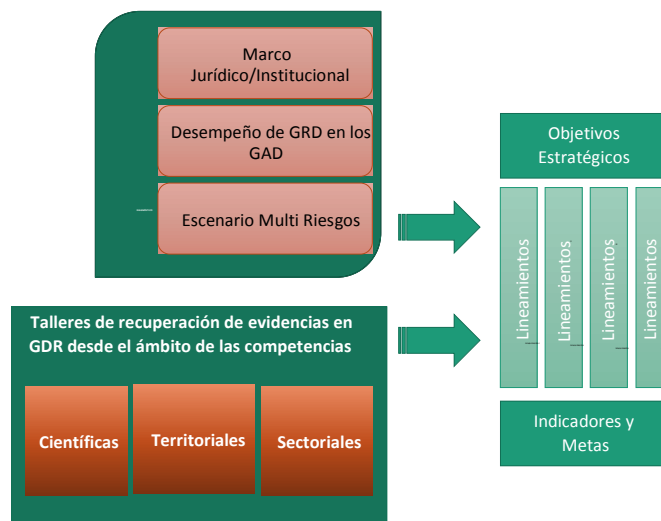 Marco
Jurídico/Institucional
Desempeño de GRD en los
GAD
Escenario Multi Riesgos
Talleres de recuperación de evidencias en
GDR desde el ámbito de las competencias
Científicas
Territoriales
Sectoriales
Objetivos
Estratégicos
Lineamientos
Lineamientos
Lineamientos
Lineamientos
Indicadores y
Metas